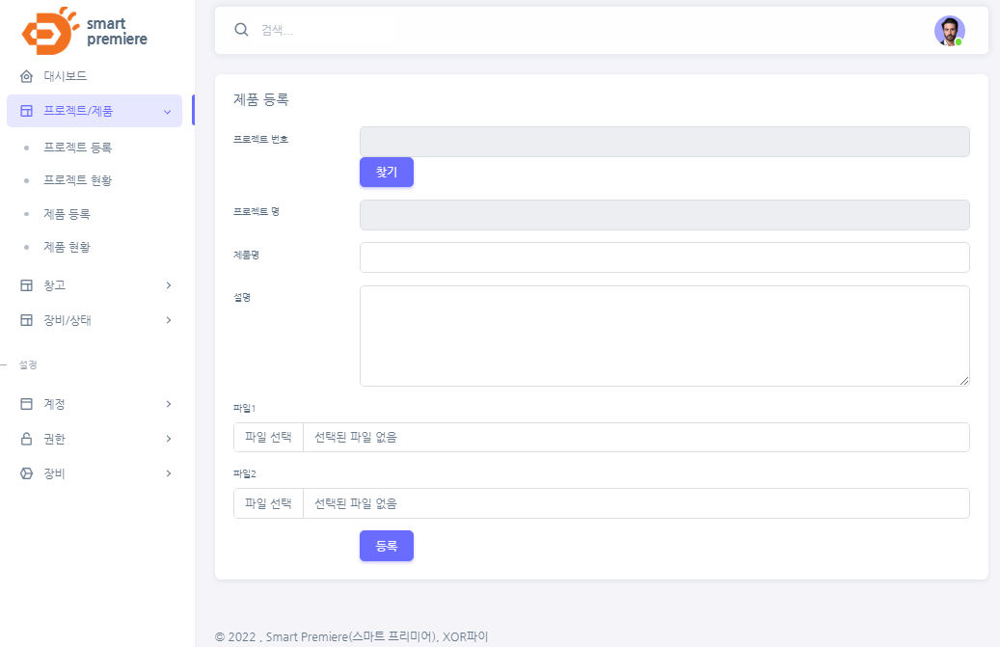 smart
premiere
대시보드
프로젝트/제품
프로젝트 등록
프로젝트 현황
제품 등록
제품 현황
창고
장비/상태
설정
계정
권한
장비
검색...
제품 등록
프로젝트 번호
찾기
프로젝트 명
제품명
설명
파일1
파일 선택 선택된 파일 없음
파일2
파일 선택 선택된 파일 없음
등록
© 2022 , Smart Premiere(스마트 프리미어), XOR파이